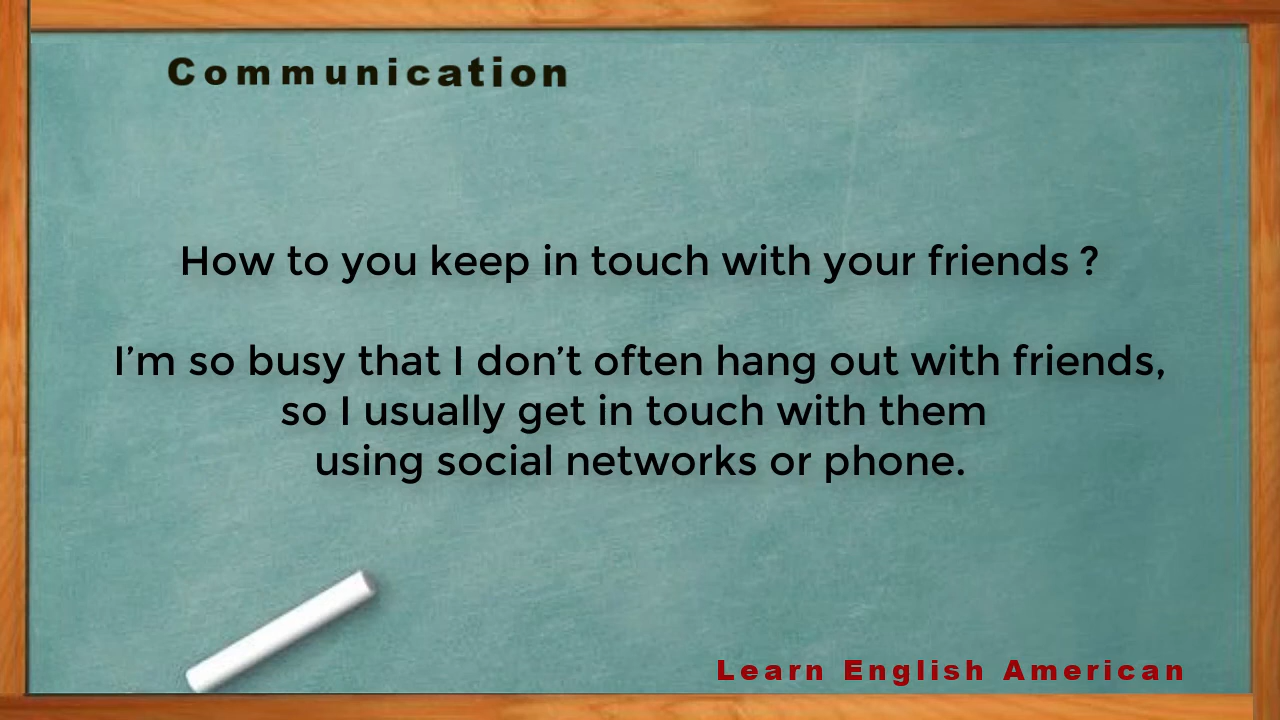 Communication
How to you keep in touch with your friends ?
I'm so busy that I don't often hang out with friends,
so I usually get in touch with them
using social networks or phone.
Learn English American